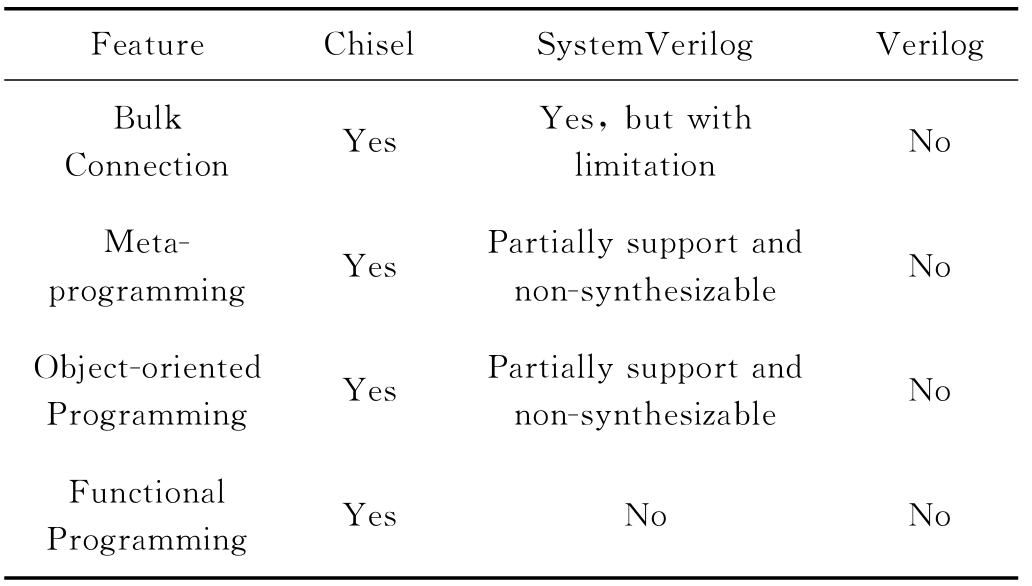 Feature Chisel SystemVerilog Verilog
Bulk Connection Yes Yes, but with limitation No
Meta-programming Yes Partially support and non-synthesizable No
Object-oriented Programming Yes Partially support and non-synthesizable No
Functional Programming Yes No No